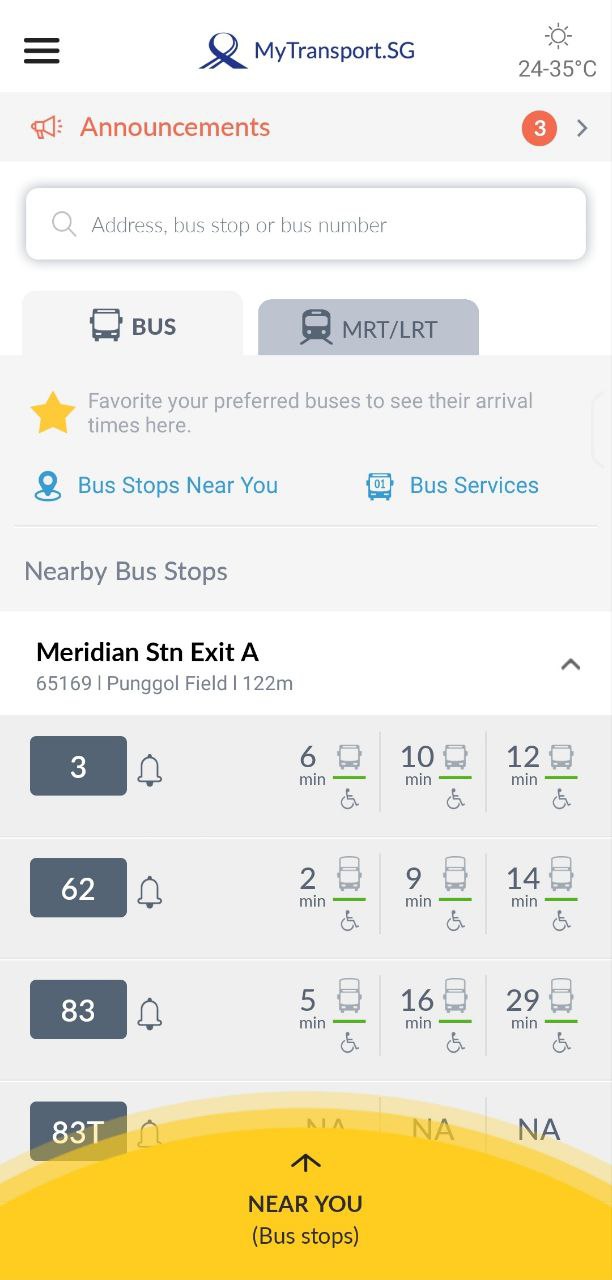 MyTransport.SG
24-35°C
Announcements
3
Address, bus stop or bus number
BUS
MRT/LRT
Favorite your preferred buses to see their arrival
times here.
Bus Stops Near You
01
Bus Services
Nearby Bus Stops
Meridian Stn Exit A
65169 | Punggol Field | 122m
3
6 min
10 min
12 min
62
2 min
9 min
14 min
83
5 min
16 min
29 min
83T
NA
NA
NA
NEAR YOU
(Bus stops)